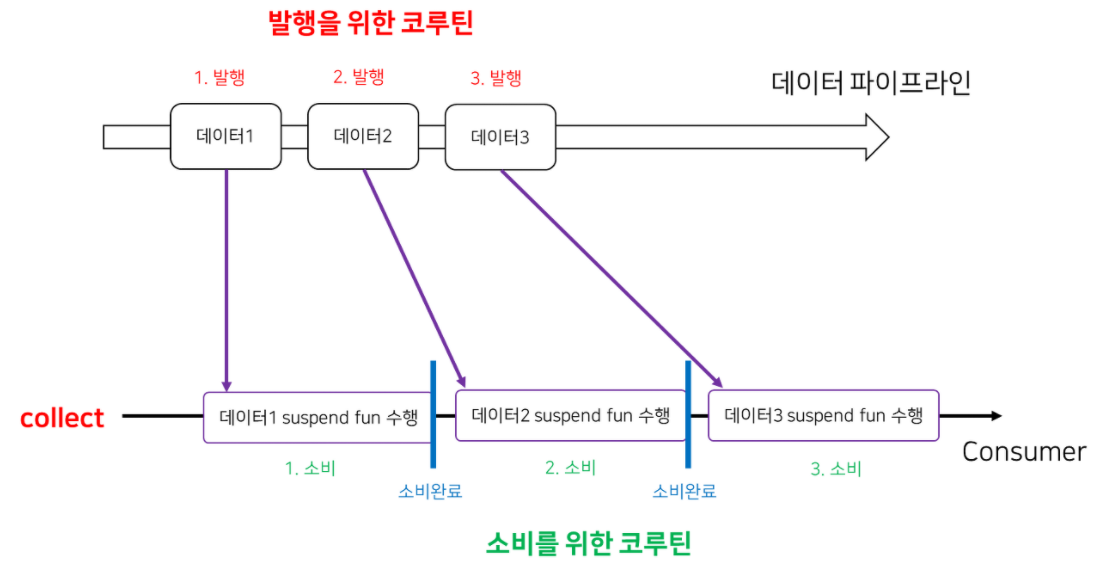 발행을 위한 코루틴
1. 발행
2. 발행
3. 발행
데이터 파이프라인
데이터1
데이터2
데이터3
collect
데이터1 suspend fun 수행
데이터2 suspend fun 수행
데이터3 suspend fun 수행
Consumer
1. 소비
2. 소비
3. 소비
소비완료
소비완료
소비를 위한 코루틴